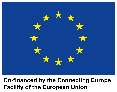 Co-financed by the Connecting Europe
Facility of the European Union